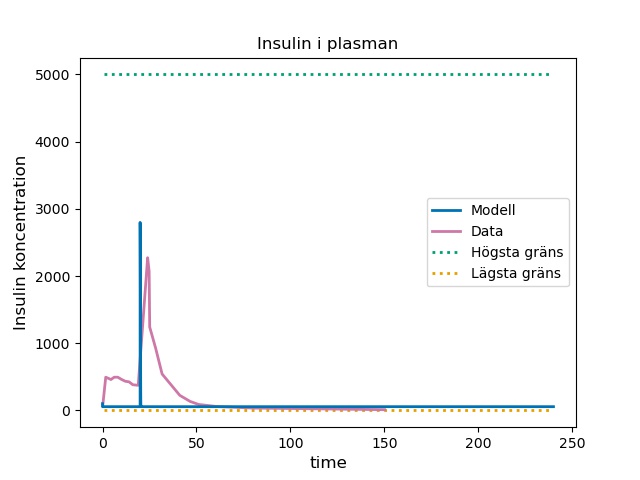 Insulin i plasman
Insulin koncentration
5000
4000
3000
2000
1000
0
Modell
Data
Högsta gräns
Lägsta gräns
0 50 100 150 200 250
time